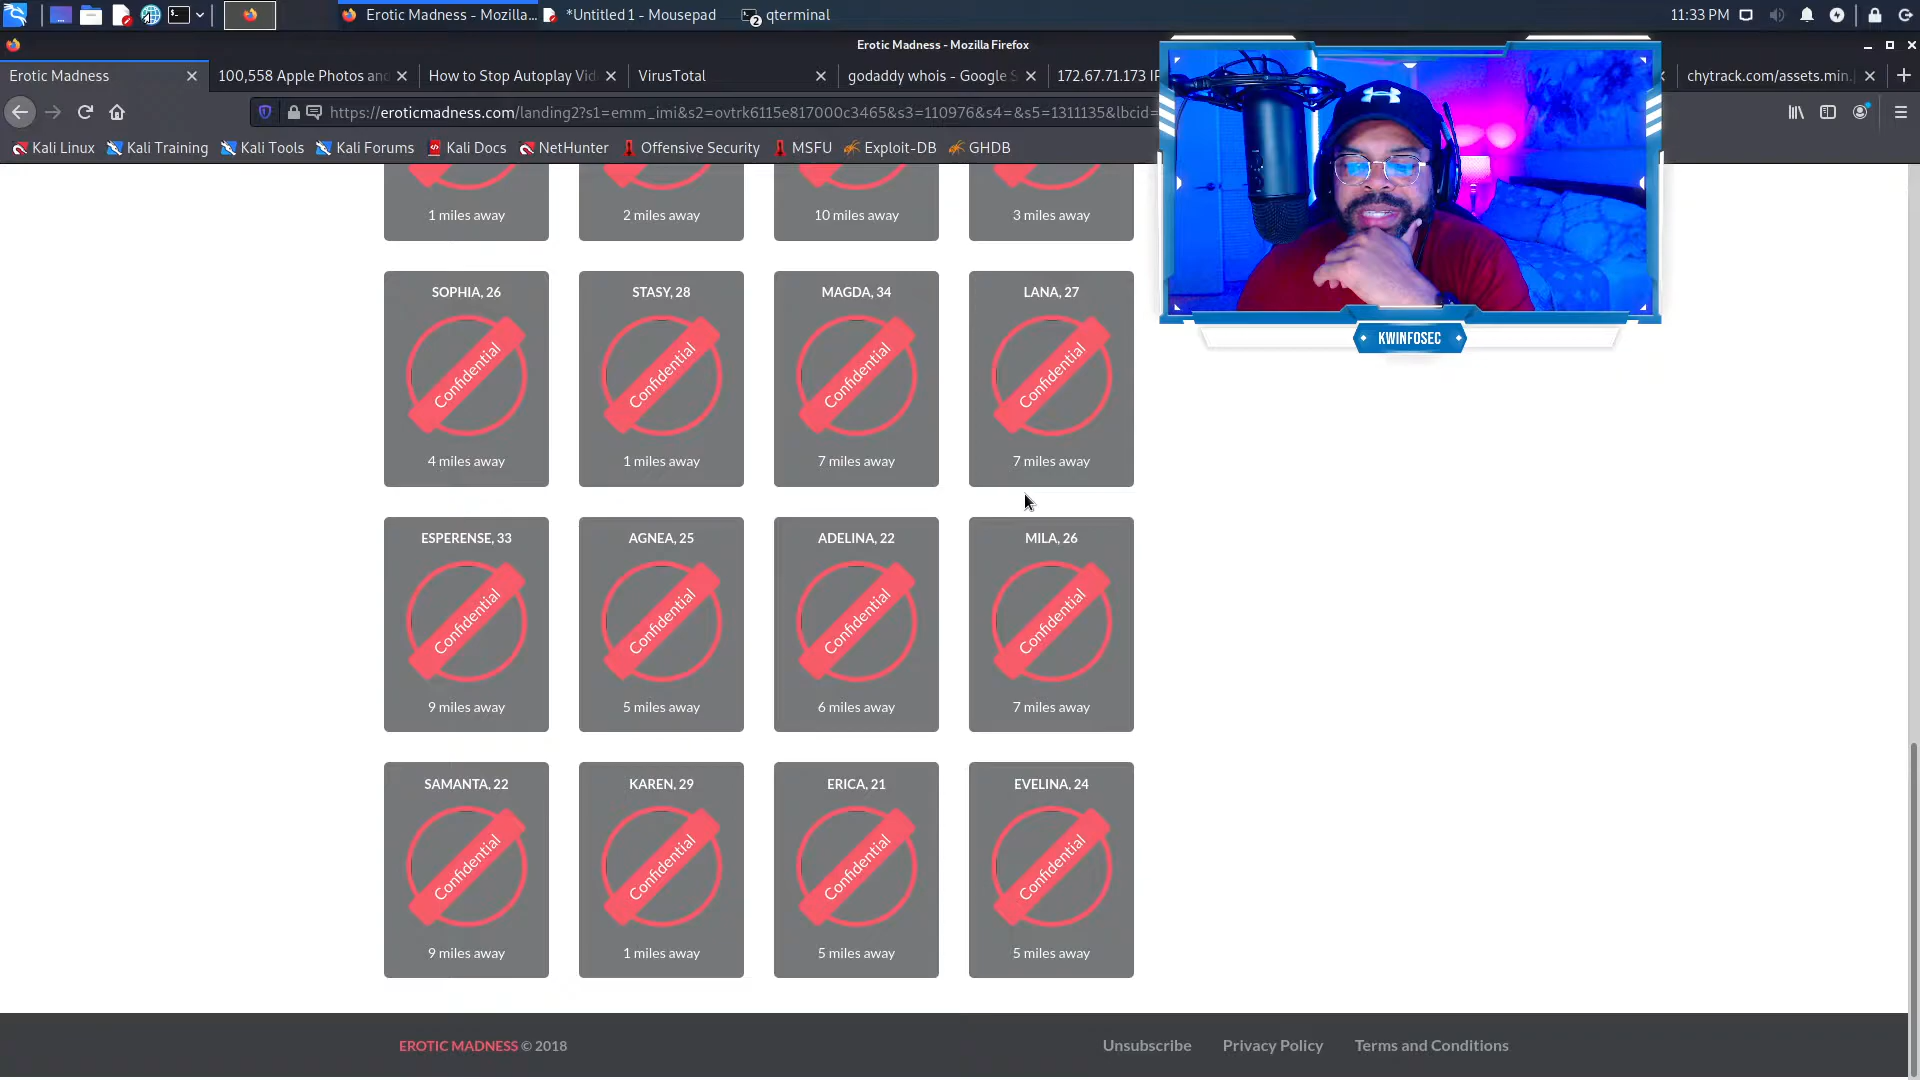 Erotic Madness - Mozilla...
*Untitled 1 - Mousepad
2
qterminal
11:33 PM
Erotic Madness - Mozilla Firefox
Erotic Madness
100,558 Apple Photos and
How to Stop Autoplay Vid
VirusTotal
godaddy whois - Google S
172.67.71.173 IP
chytrack.com/assets.min.
https://eroticmadness.com/landing2?s1=emm_imi&s2=ovtrk6115e817000c3465&s3=110976&s4=&s5=1311135&lbcid=
Kali Linux
Kali Training
Kali Tools
Kali Forums
Kali Docs
NetHunter
Offensive Security
MSFU
Exploit-DB
GHDB
KWINFOSEC
1 miles away
2 miles away
10 miles away
3 miles away
SOPHIA, 26
STASY, 28
MAGDA, 34
LANA, 27
Confidential
Confidential
Confidential
Confidential
4 miles away
1 miles away
7 miles away
7 miles away
ESPERENSE, 33
AGNEA, 25
ADELINA, 22
MILA, 26
Confidential
Confidential
Confidential
Confidential
9 miles away
5 miles away
6 miles away
7 miles away
SAMANTA, 22
KAREN, 29
ERICA, 21
EVELINA, 24
Confidential
Confidential
Confidential
Confidential
9 miles away
1 miles away
5 miles away
5 miles away
EROTIC MADNESS © 2018
Unsubscribe
Privacy Policy
Terms and Conditions